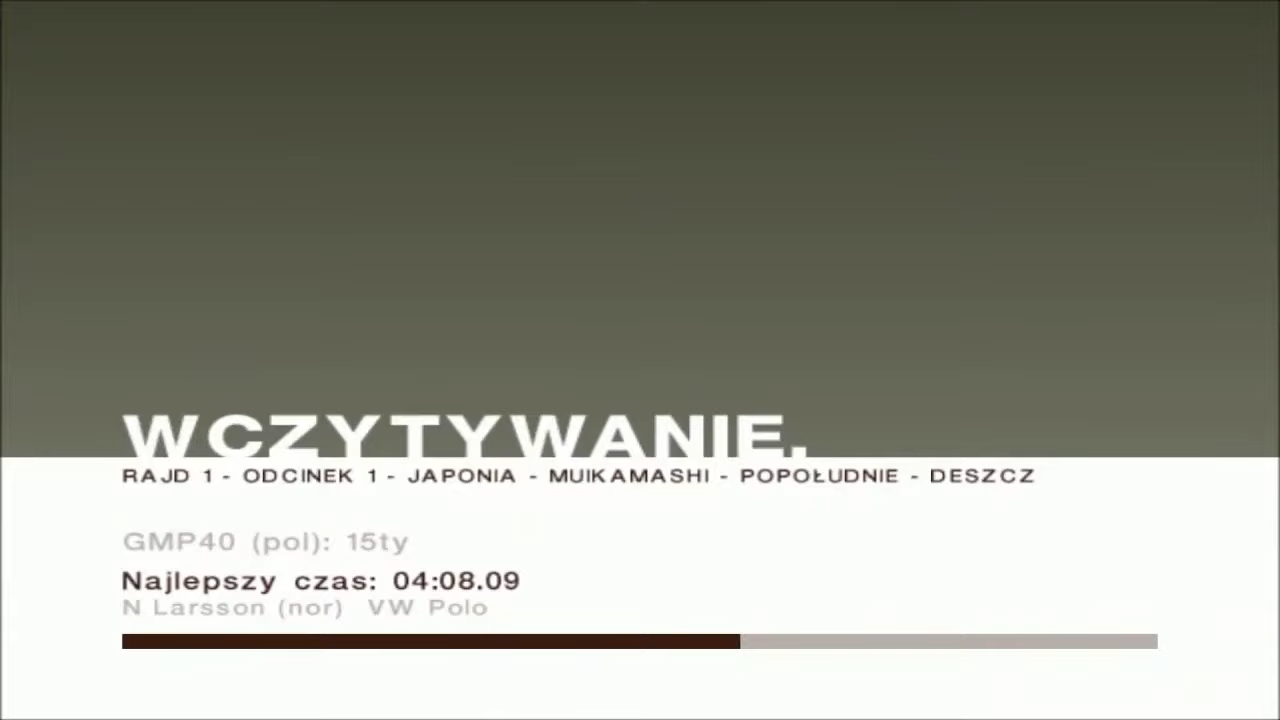 WCZYTYWANIE.
RAJD 1 - ODCINEK 1 - JAPONIA - MUIKAMASHI - POPOŁUDNIE - DESZCZ
GMP40 (pol): 15ty
Najlepszy czas: 04:08.09
N Larsson (nor) VW Polo